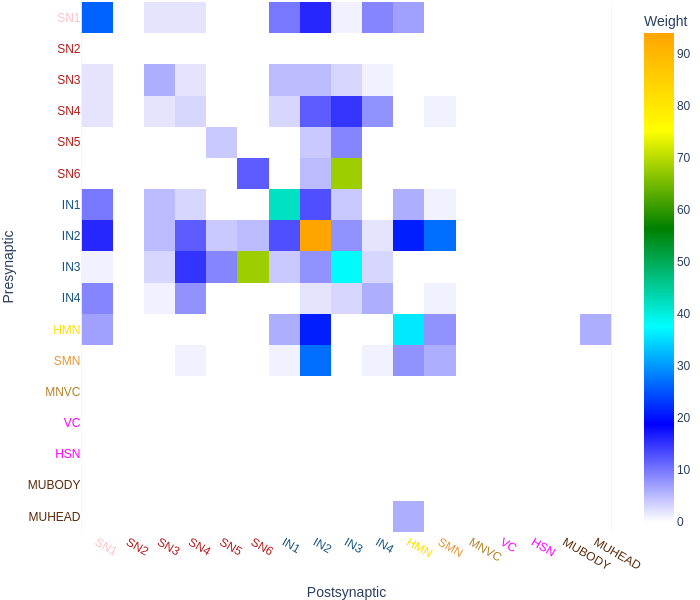 Weight
SN1
SN2
SN3
SN4
SN5
SN6
IN1
IN2
IN3
IN4
HMN
SMN
MNVC
VC
HSN
MUBODY
MUHEAD
Presynaptic
90
80
70
60
50
40
30
20
10
0
SN1 SN2 SN3 SN4 SN5 SN6 IN1 IN2 IN3 IN4 HMN SMN MNVC VC HSN MUBODY MUHEAD
Postsynaptic